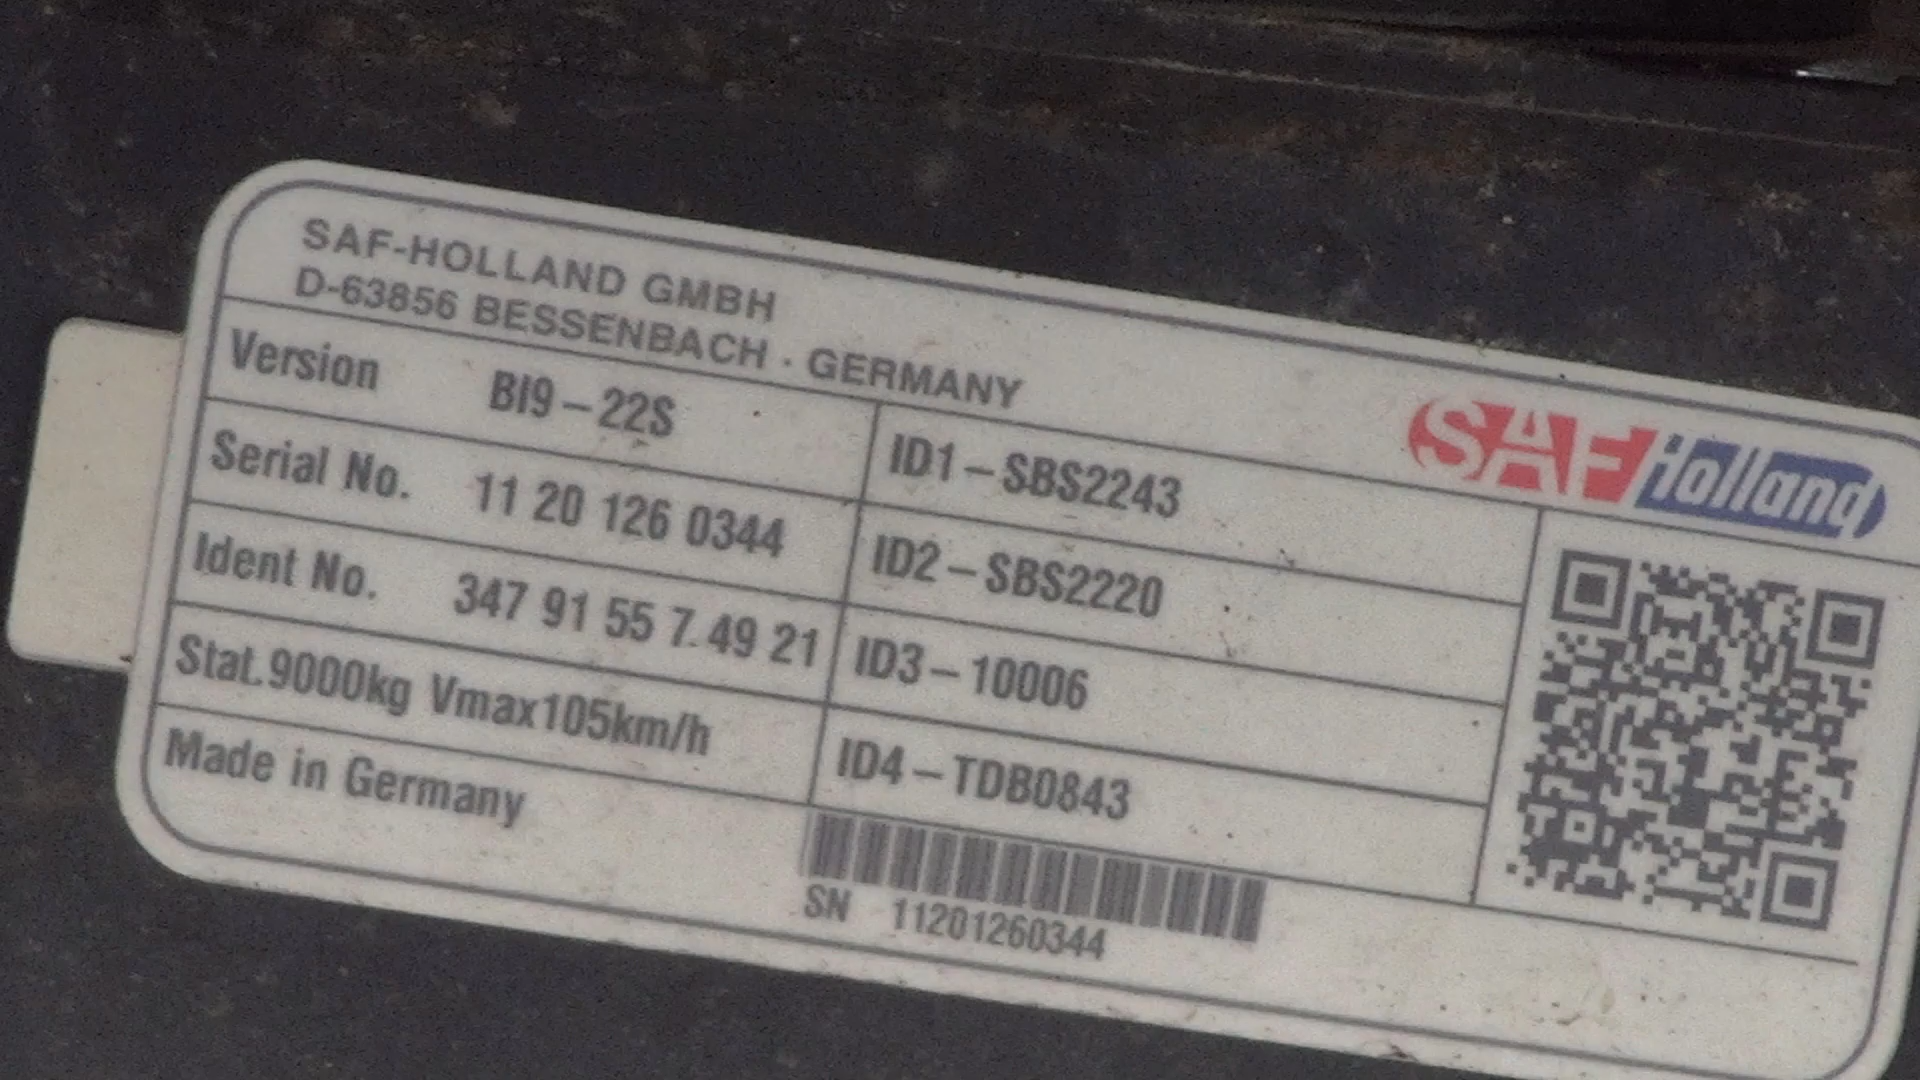 SAF-HOLLAND GMBH
D-63856 BESSENBACH · GERMANY
SAF Holland
Version BI9-22S
Serial No. 11 20 126 0344
Ident No. 347 91 55 7. 49 21
Stat.9000kg Vmax105km/h
Made in Germany
ID1-SBS2243
ID2-SBS2220
ID3-10006
ID4-TDB0843
SN 11201260344